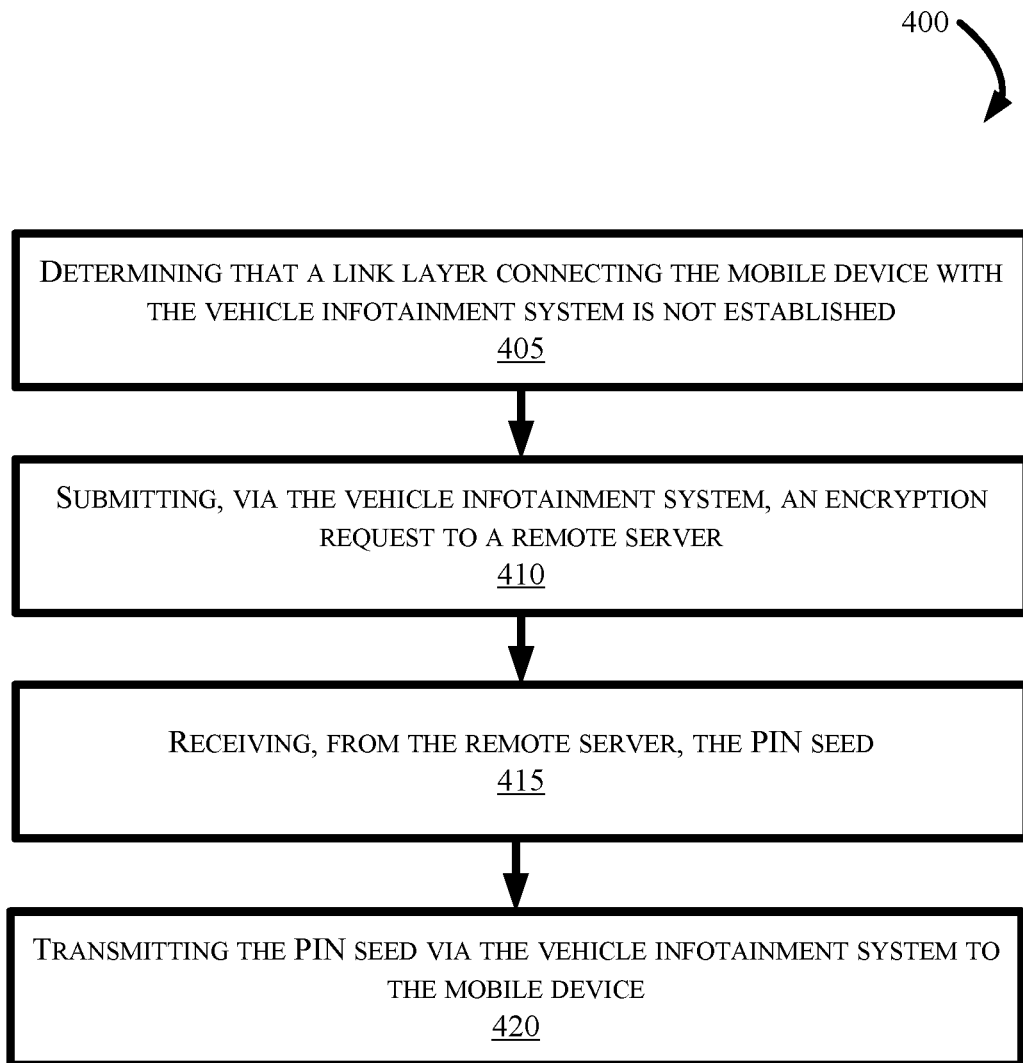 400
DETERMINING THAT A LINK LAYER CONNECTING THE MOBILE DEVICE WITH
THE VEHICLE INFOTAINMENT SYSTEM IS NOT ESTABLISHED
405
SUBMITTING, VIA THE VEHICLE INFOTAINMENT SYSTEM, AN ENCRYPTION
REQUEST TO A REMOTE SERVER
410
RECEIVING, FROM THE REMOTE SERVER, THE PIN SEED
415
TRANSMITTING THE PIN SEED VIA THE VEHICLE INFOTAINMENT SYSTEM TO
THE MOBILE DEVICE
420